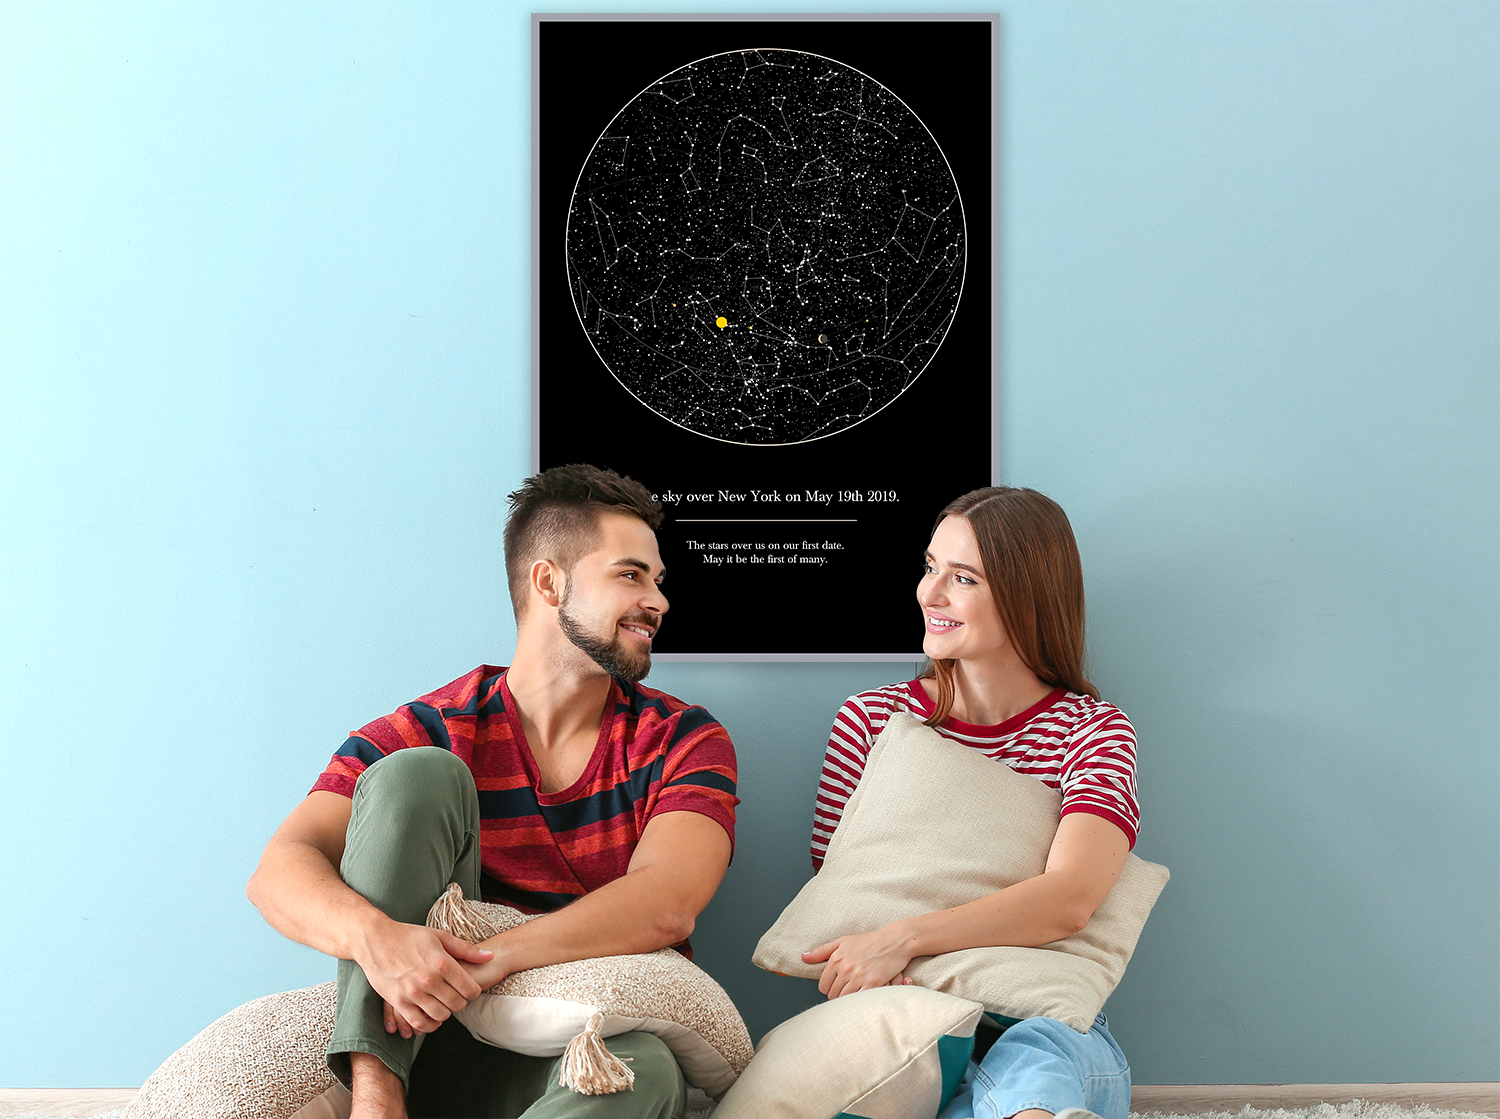 sky over New York on May 19th 2019.
The stars over us on our first date.
May it be the first of many.